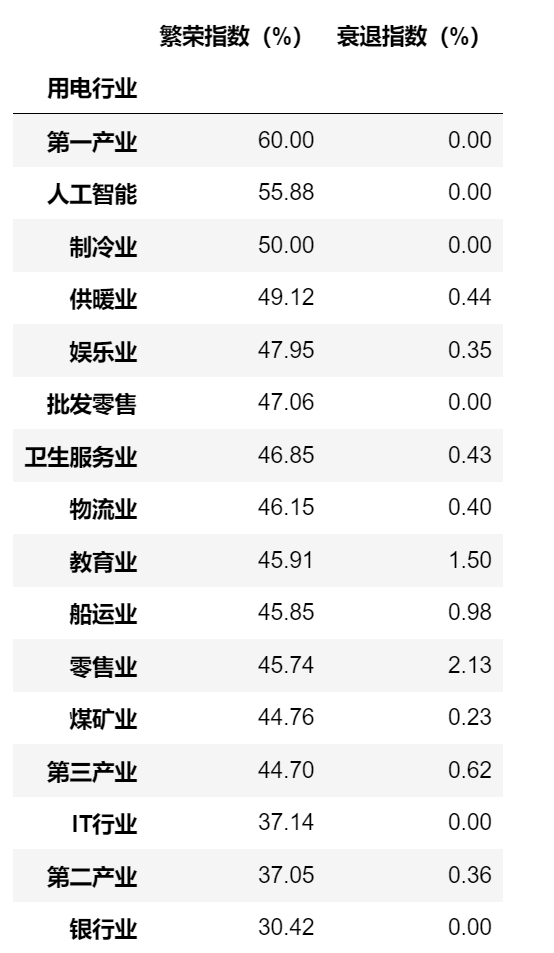 繁荣指数（%） 衰退指数（%）
用电行业
第一产业 60.00 0.00
人工智能 55.88 0.00
制冷业 50.00 0.00
供暖业 49.12 0.44
娱乐业 47.95 0.35
批发零售 47.06 0.00
卫生服务业 46.85 0.43
物流业 46.15 0.40
教育业 45.91 1.50
船运业 45.85 0.98
零售业 45.74 2.13
煤矿业 44.76 0.23
第三产业 44.70 0.62
IT行业 37.14 0.00
第二产业 37.05 0.36
银行业 30.42 0.00